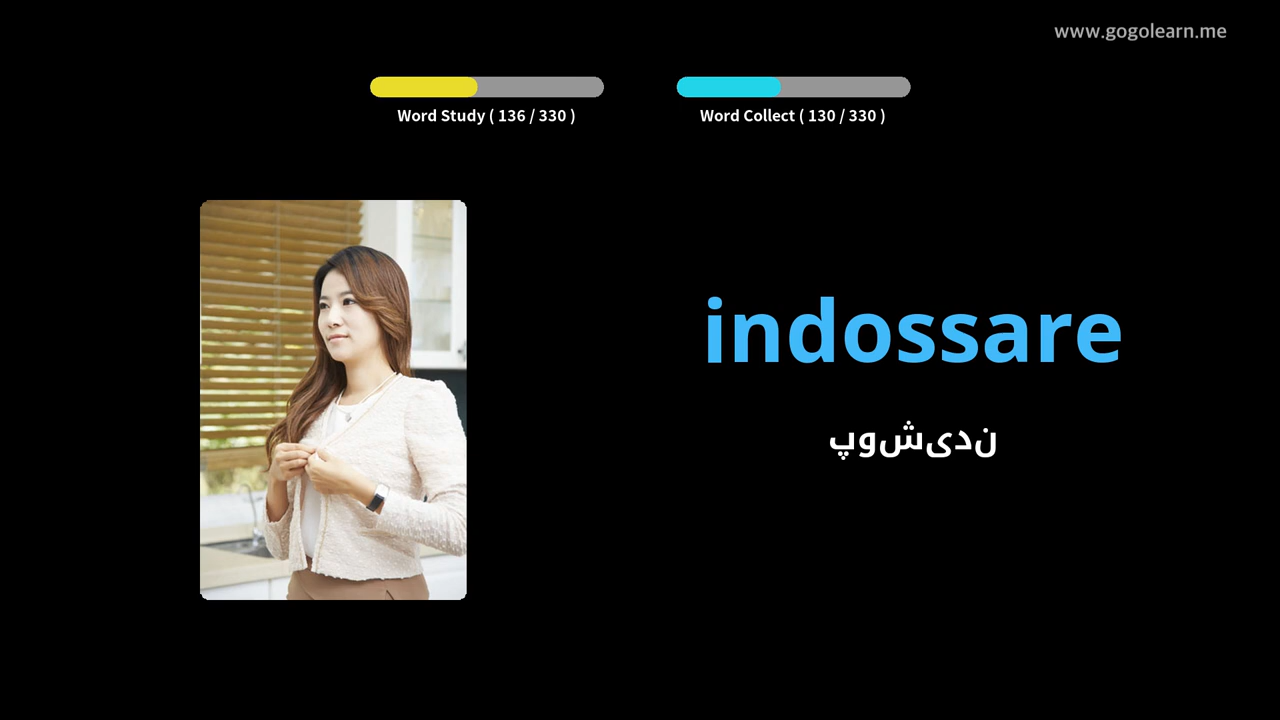 www.gogolearn.me
Word Study ( 136 / 330 )
Word Collect ( 130 / 330 )
indossare
پوشیدن